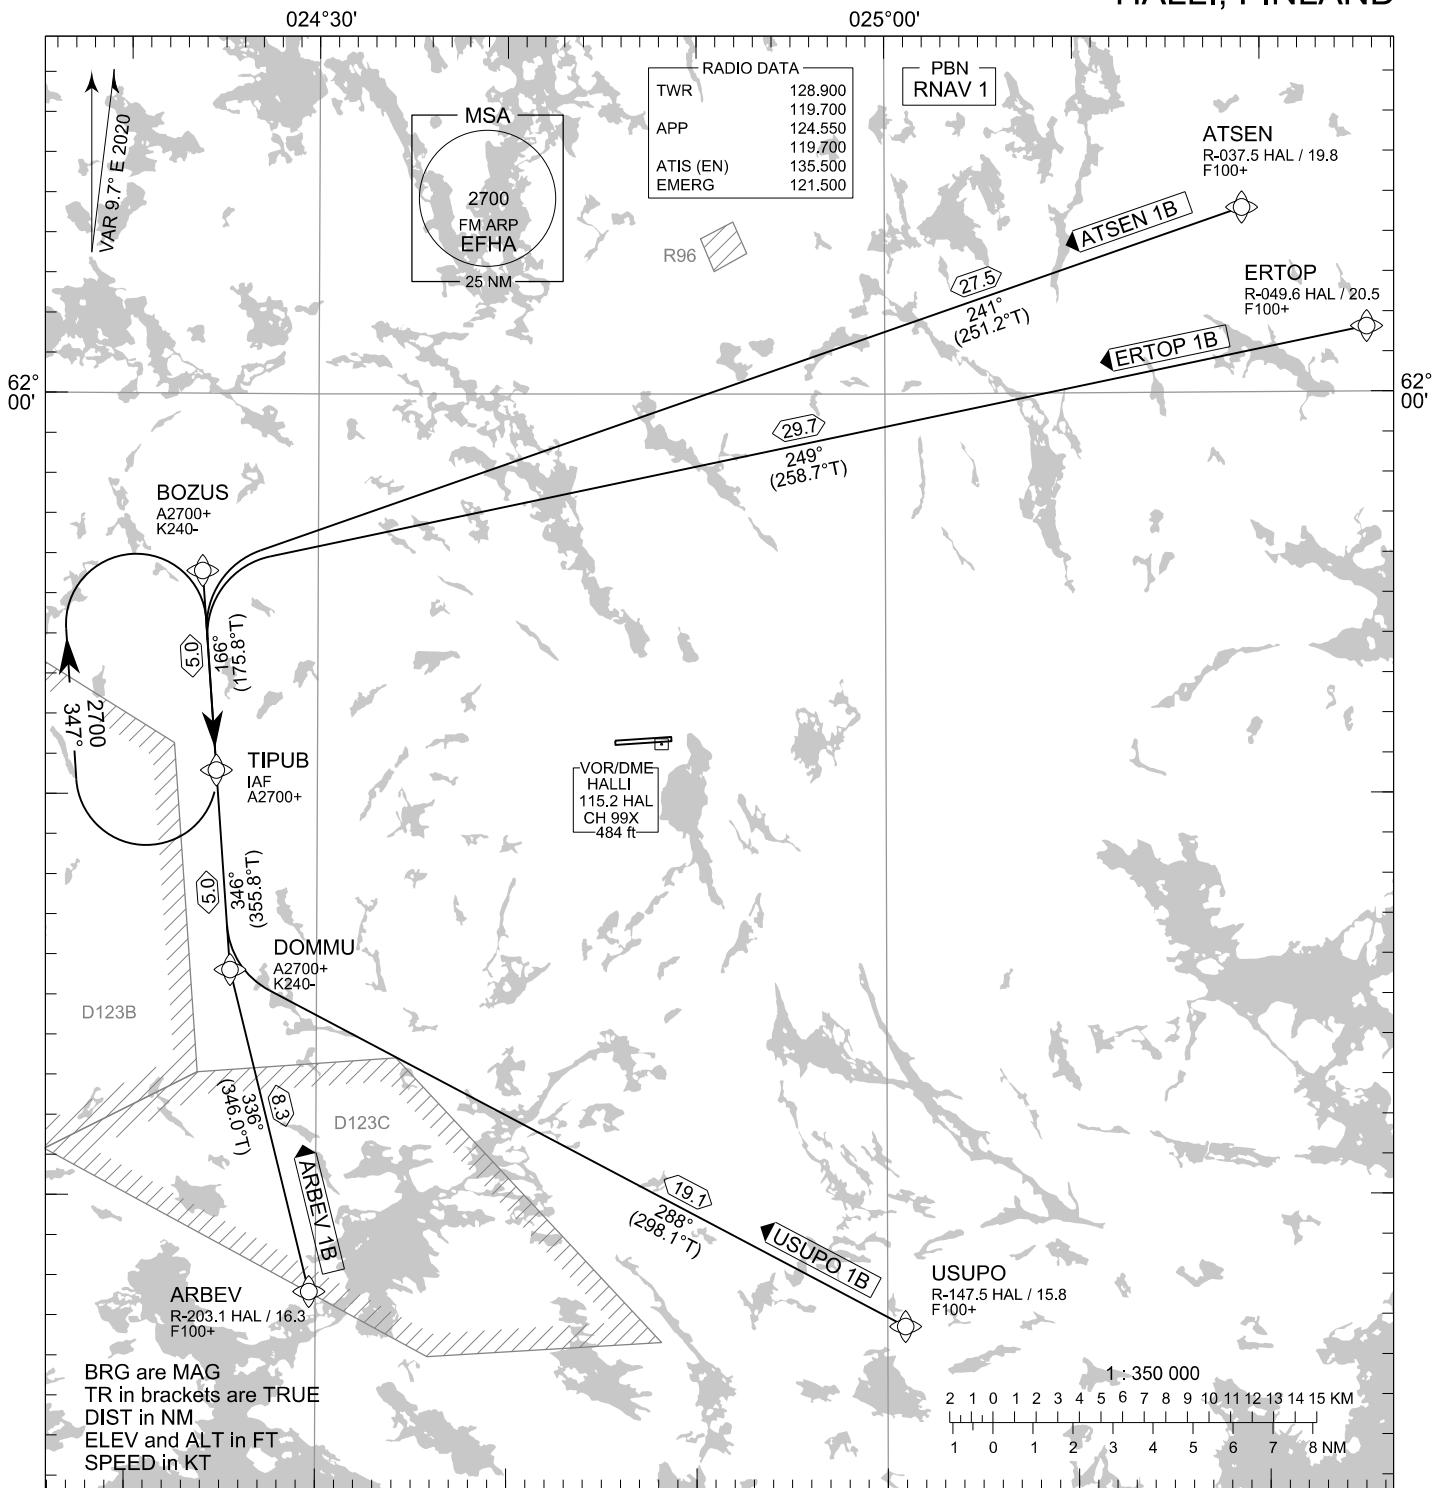 HALLI, FINLAND
024°30'
025°00'
VAR 9.7° E 2020
MSA
2700
FM ARP
EFHA
25 NM
RADIO DATA
TWR 128.900
119.700
APP 124.550
119.700
ATIS (EN) 135.500
EMERG 121.500
PBN
RNAV 1
ATSEN
R-037.5 HAL / 19.8
F100+
ATSEN 1B
R96
27.5
241°
(251.2°T)
ERTOP
R-049.6 HAL / 20.5
F100+
ERTOP 1B
62°
00'
62°
00'
29.7
249°
(258.7°T)
BOZUS
A2700+
K240-
5.0
166°
(175.8°T)
2700
347°
TIPUB
IAF
A2700+
VOR/DME
HALLI
115.2 HAL
CH 99X
484 ft
5.0
346°
(355.8°T)
DOMMU
A2700+
K240-
D123B
8.3
336°
(346.0°T)
D123C
ARBEV 1B
19.1
288°
(298.1°T)
USUPO 1B
USUPO
R-147.5 HAL / 15.8
F100+
ARBEV
R-203.1 HAL / 16.3
F100+
BRG are MAG
TR in brackets are TRUE
DIST in NM
ELEV and ALT in FT
SPEED in KT
1 : 350 000
2 1 0 1 2 3 4 5 6 7 8 9 10 11 12 13 14 15 KM
1 0 1 2 3 4 5 6 7 8 NM